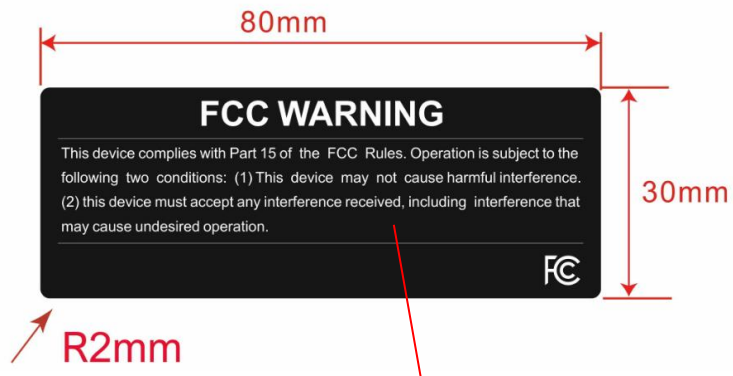 80mm
FCC WARNING
This device complies with Part 15 of the FCC Rules. Operation is subject to the
following two conditions: (1) This device may not cause harmful interference.
(2) this device must accept any interference received, including interference that
may cause undesired operation.
30mm
FC
R2mm